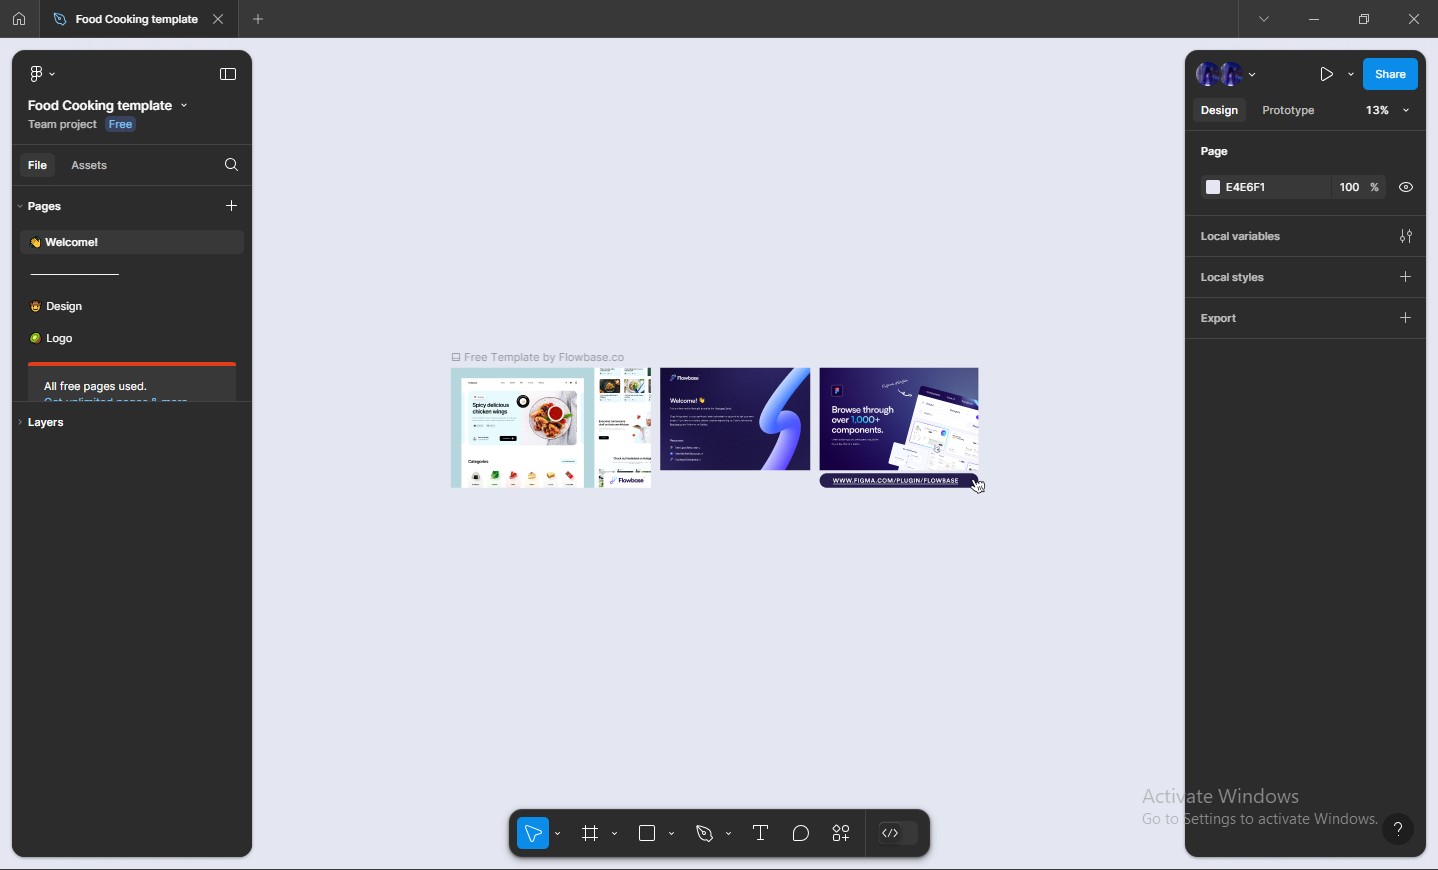 Food Cooking template
Food Cooking template
Team project Free
File Assets
Pages
Welcome!
Design
Logo
All free pages used.
Layers
Free Template by Flowbase.co
Spicy delicious
chicken wings
Categories
Flowbase
Flowbase
Welcome!
Browse through
over 1,000+
components.
WWW.FIGMA.COM/PLUGIN/FLOWBASE
Share
Design Prototype 13%
Page
E4E6F1 100 %
Local variables
Local styles
Export
Activate Windows
Go to Settings to activate Windows.
?